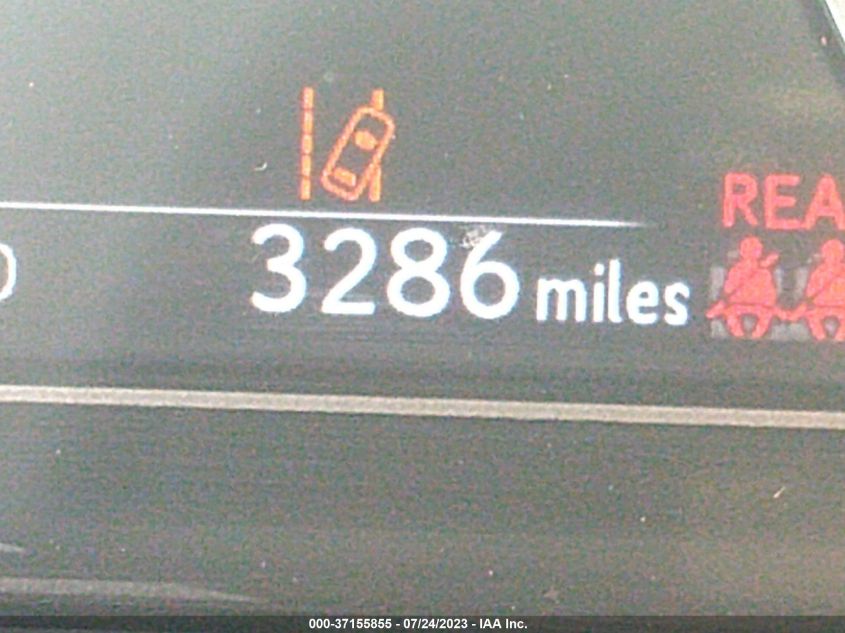 REA
3286 miles
000-37155855 - 07/24/2023 - IAA Inc.